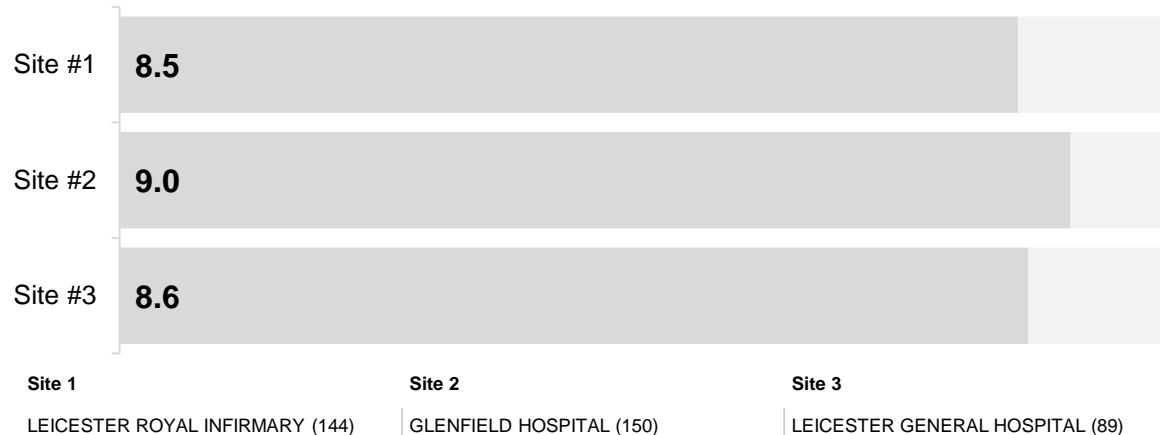 Site #1 8.5
Site #2 9.0
Site #3 8.6
Site 1 Site 2 Site 3
LEICESTER ROYAL INFIRMARY (144) GLENFIELD HOSPITAL (150) LEICESTER GENERAL HOSPITAL (89)